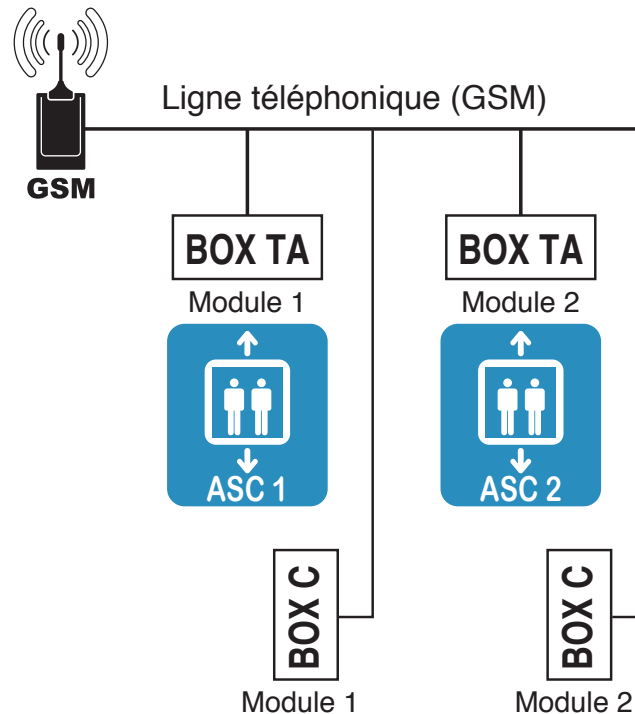 Ligne téléphonique (GSM)
GSM
BOX TA
BOX TA
Module 1
Module 2
ASC 1
ASC 2
BOX C
BOX C
Module 1
Module 2